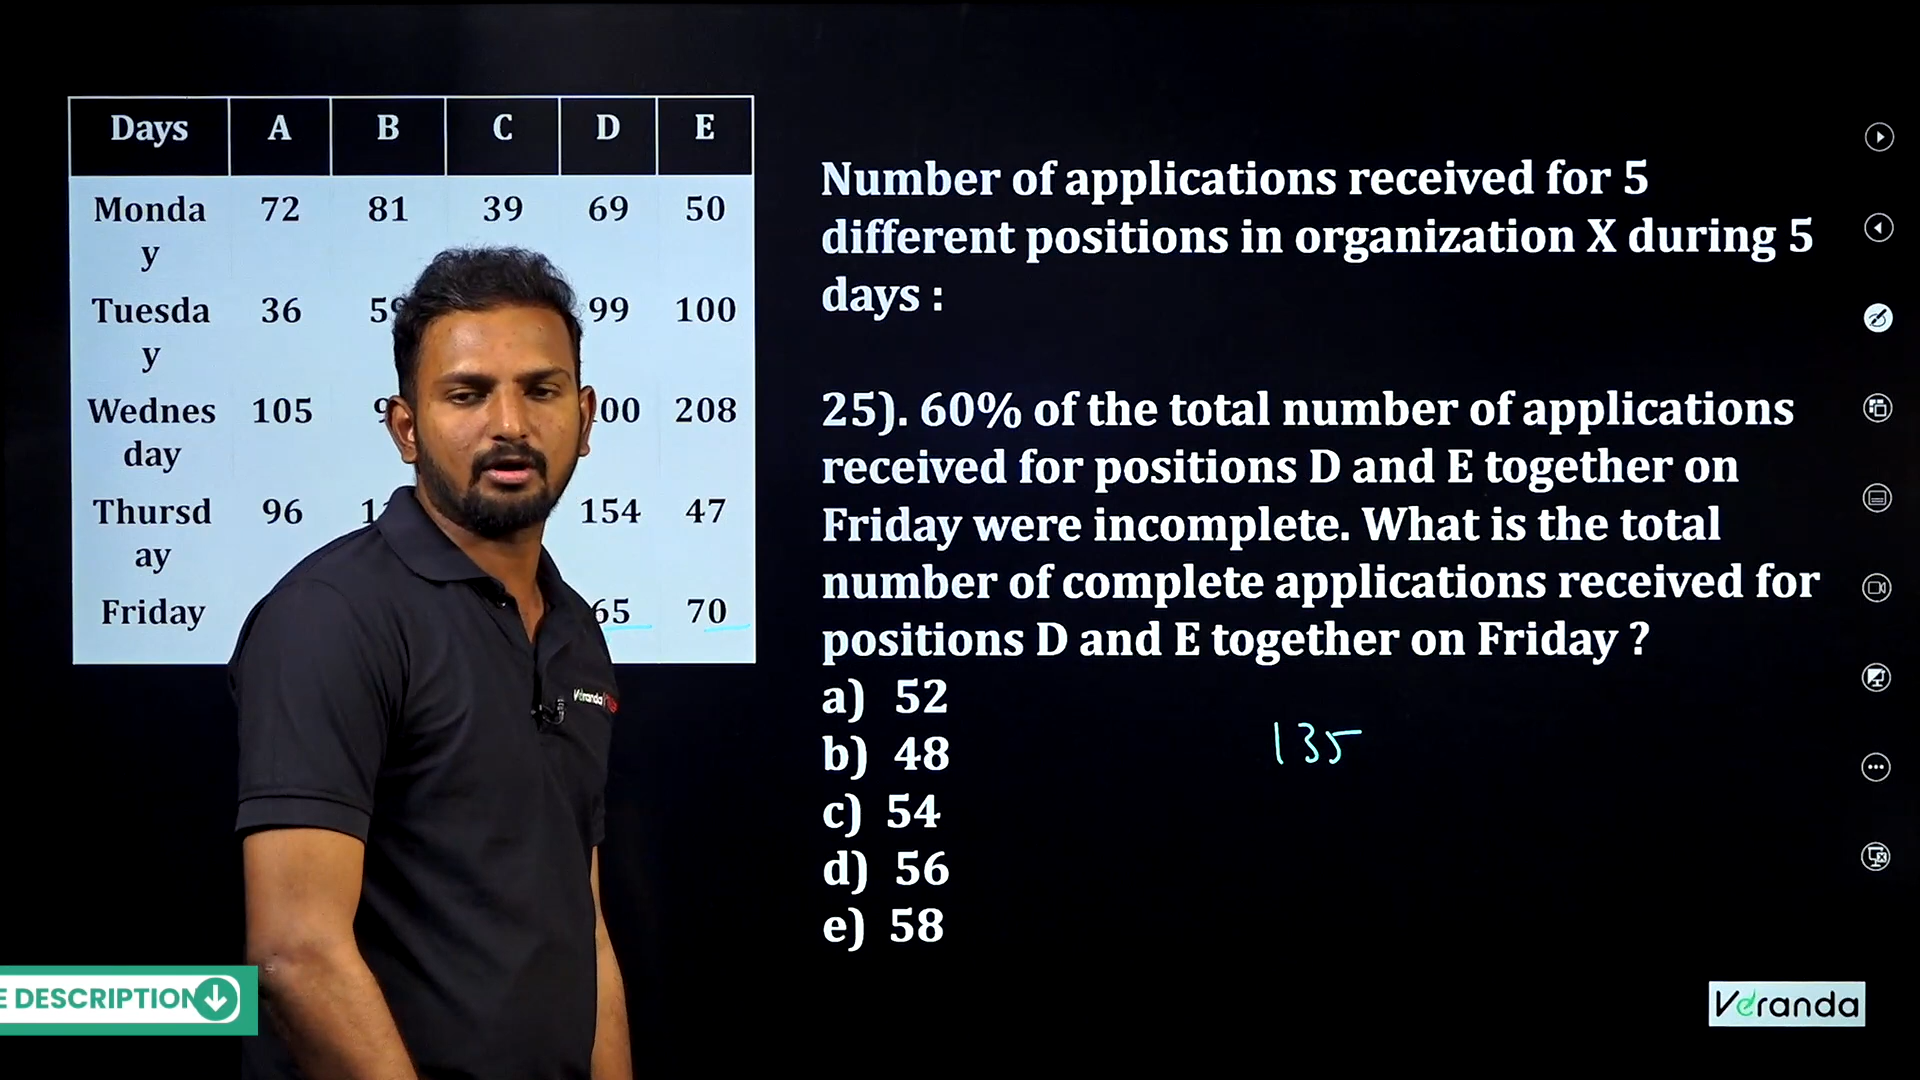 Days A B C D E
Monda 72 81 39 69 50
y
Tuesda 36 99 100
y
Wednes 105 208
day
Thursd 96 154 47
ay
Friday 65 70
Number of applications received for 5
different positions in organization X during 5
days :
25). 60% of the total number of applications
received for positions D and E together on
Friday were incomplete. What is the total
number of complete applications received for
positions D and E together on Friday ?
a) 52
b) 48
c) 54
d) 56
e) 58
135
Veranda
E DESCRIPTION
Veranda